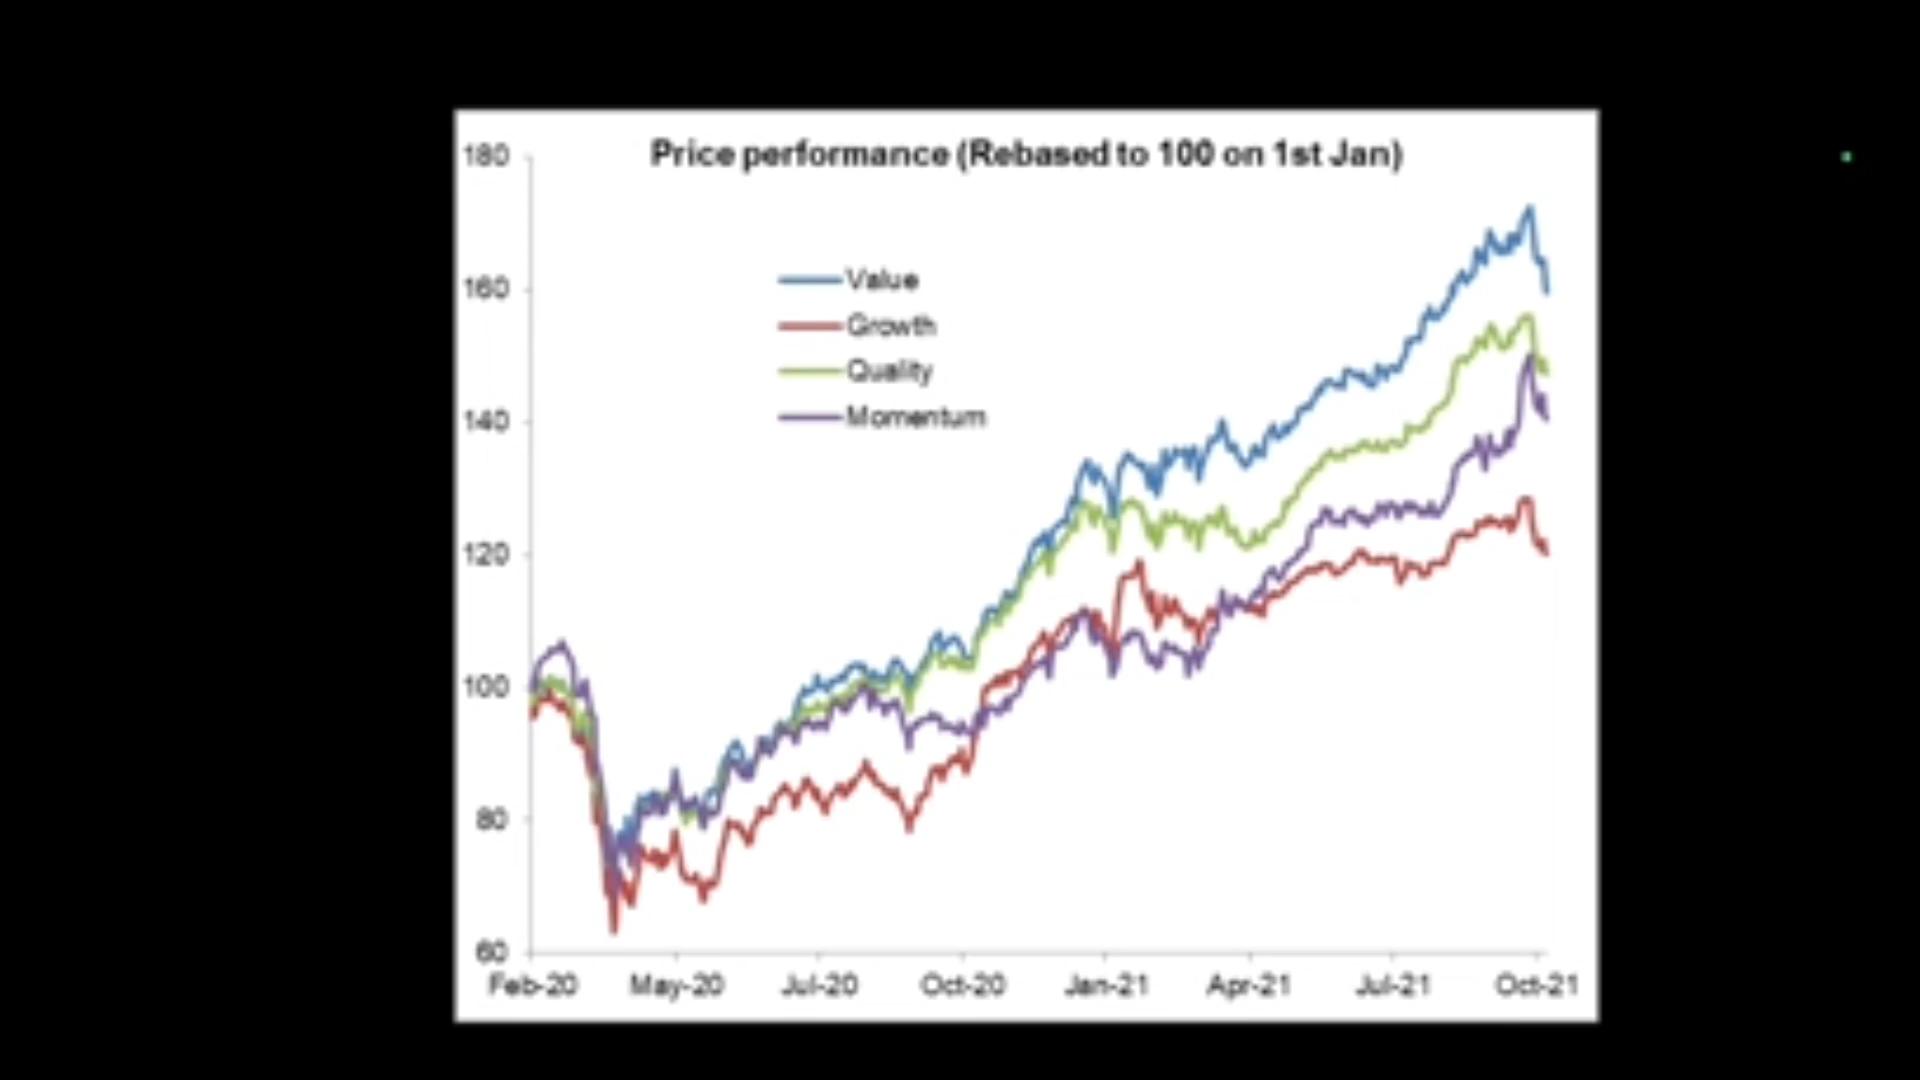 Price performance (Rebased to 100 on 1st Jan)
180
160
140
120
100
80
60
Value
Growth
Quality
Momentum
Feb-20 May-20 Jul-20 Oct-20 Jan-21 Apr-21 Jul-21 Oct-21